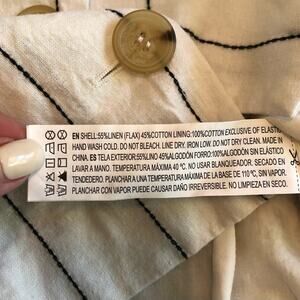 EN SHELL:55%LINEN (FLAX) 45%COTTON LINING:100%COTTON EXCLUSIVE OF ELASTIC
HAND WASH COLD. DO NOT BLEACH. LINE DRY. IRON LOW. DO NOT DRY CLEAN. MADE IN
CHINA. ES TELA EXTERIOR:55%LINO 45%ALGODÓN FORRO:100%ALGODÓN SIN ELÁSTICO
LAVAR A MANO. TEMPERATURA MÁXIMA 40 °C. NO USAR BLANQUEADOR. SECADO EN
TENDEDERO. PLANCHAR A UNA TEMPERATURA MÁXIMA DE LA BASE DE 110 °C, SIN VAPOR.
PLANCHAR CON VAPOR PUEDE CAUSAR DAÑO IRREVERSIBLE. NO LIMPIEZA EN SECO.